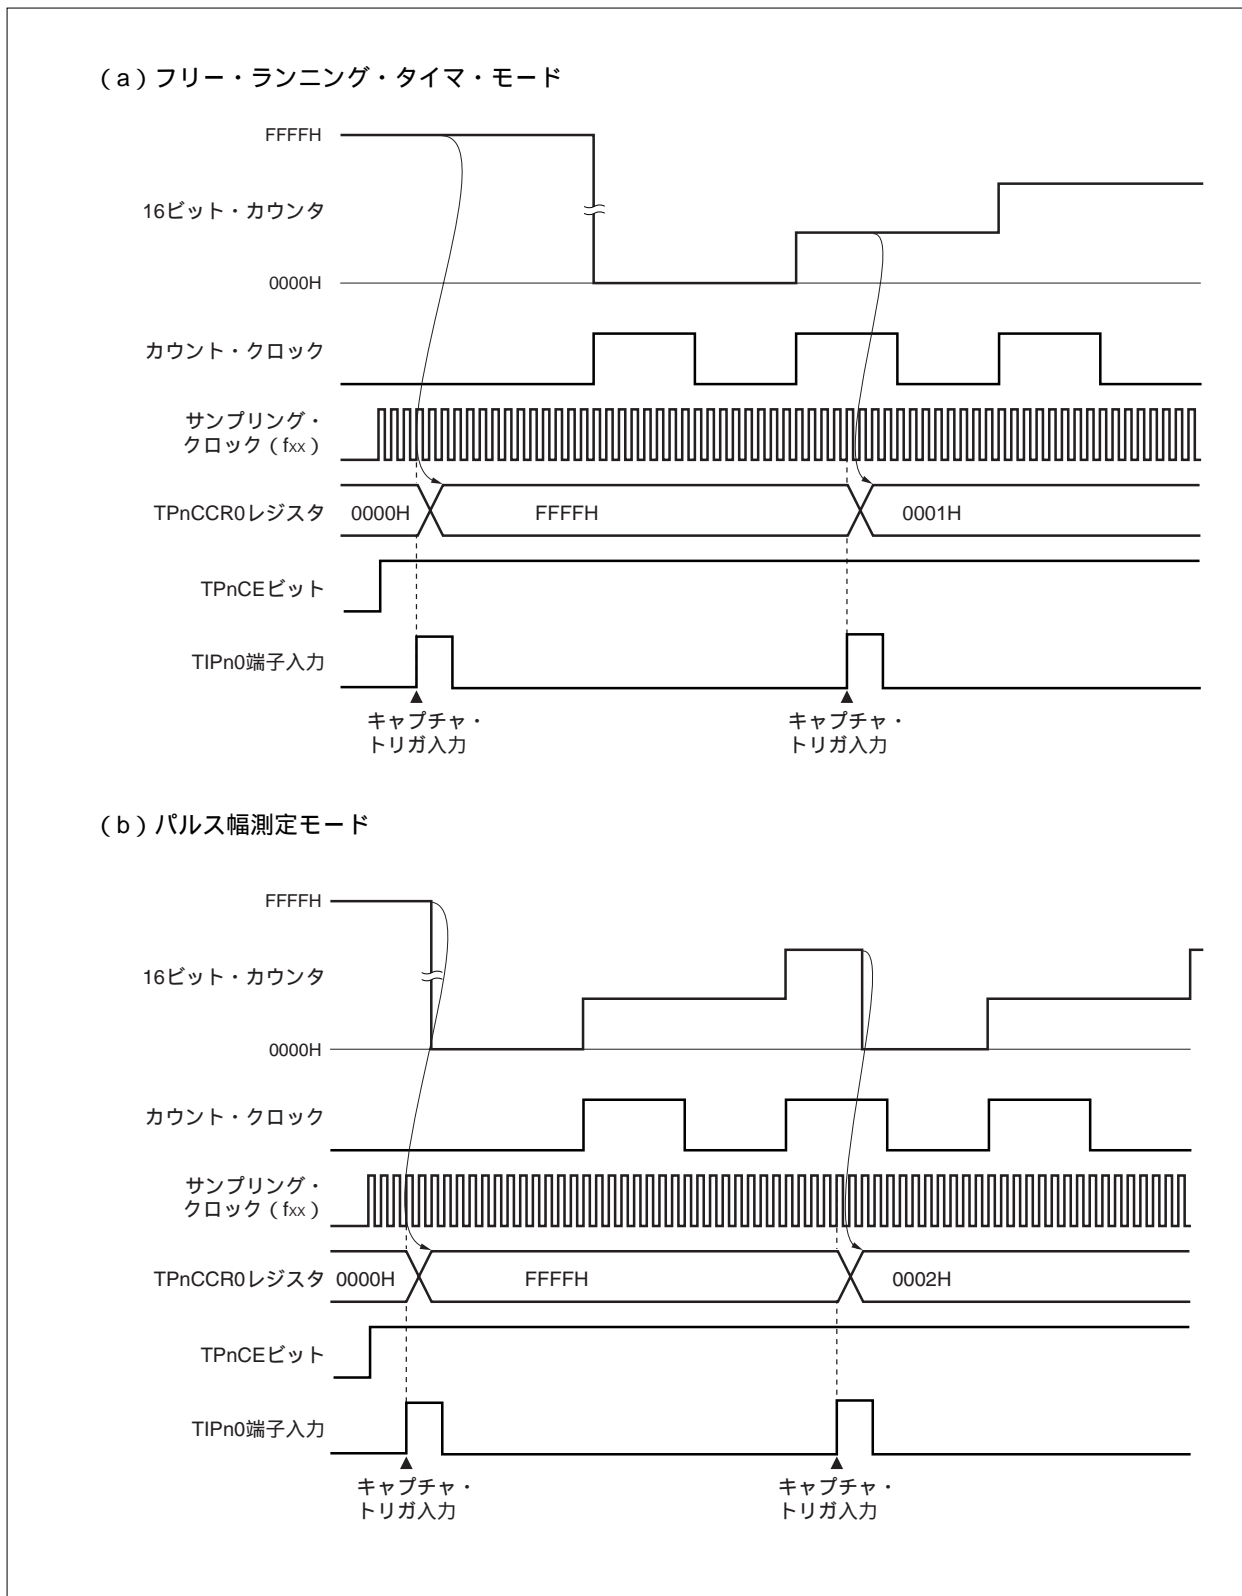 （a）フリー・ランニング・タイマ・モード
FFFFH
16ビット・カウンタ
0000H
カウント・クロック
サンプリング・
クロック（fxx）
TPnCCR0レジスタ 0000H FFFFH 0001H
TPnCEビット
TIPn0端子入力
キャプチャ・ キャプチャ・
トリガ入力 トリガ入力
（b）パルス幅測定モード
FFFFH
16ビット・カウンタ
0000H
カウント・クロック
サンプリング・
クロック（fxx）
TPnCCR0レジスタ 0000H FFFFH 0002H
TPnCEビット
TIPn0端子入力
キャプチャ・ キャプチャ・
トリガ入力 トリガ入力